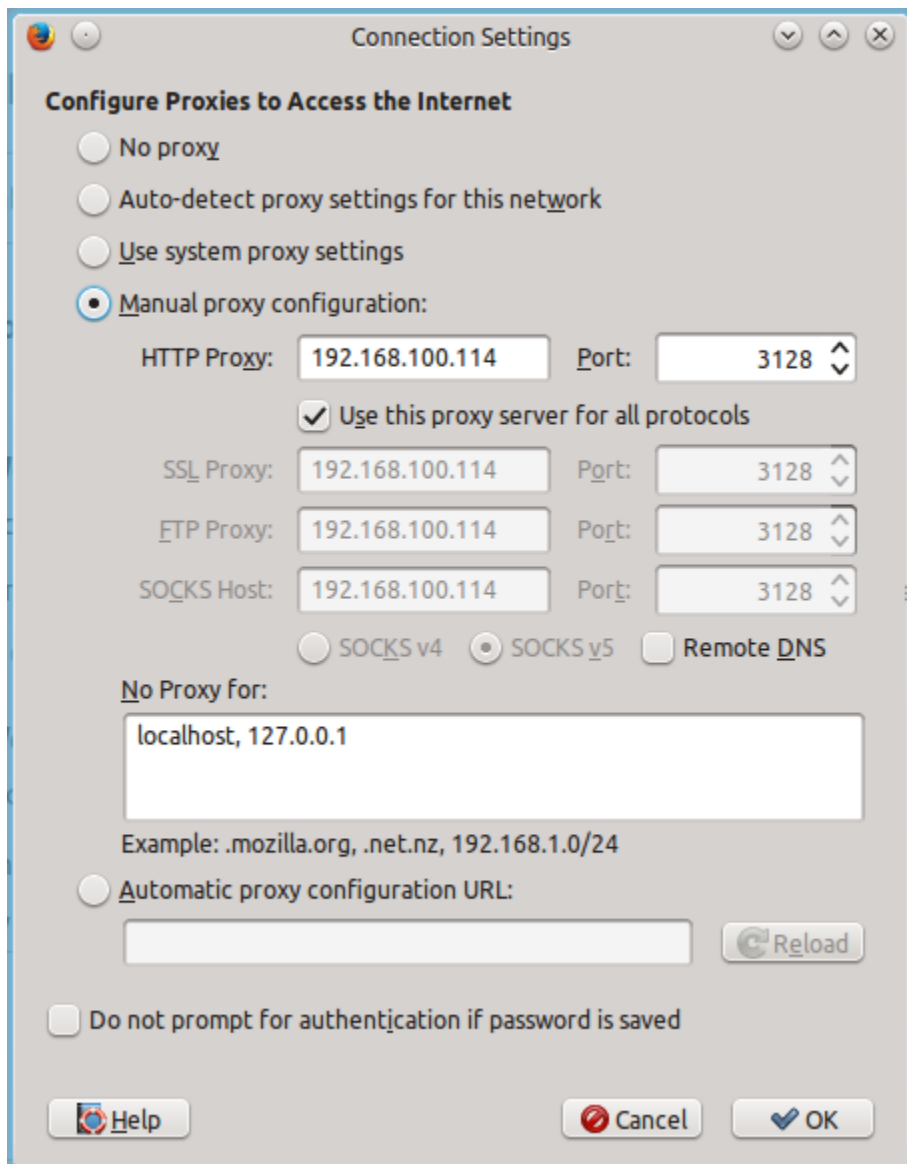 Connection Settings
Configure Proxies to Access the Internet
No proxy
Auto-detect proxy settings for this network
Use system proxy settings
Manual proxy configuration:
HTTP Proxy: 192.168.100.114 Port: 3128
Use this proxy server for all protocols
SSL Proxy: 192.168.100.114 Port: 3128
FTP Proxy: 192.168.100.114 Port: 3128
SOCKS Host: 192.168.100.114 Port: 3128
SOCKS v4 SOCKS v5 Remote DNS
No Proxy for:
localhost, 127.0.0.1
Example: .mozilla.org, .net.nz, 192.168.1.0/24
Automatic proxy configuration URL:
Reload
Do not prompt for authentication if password is saved
Help Cancel OK